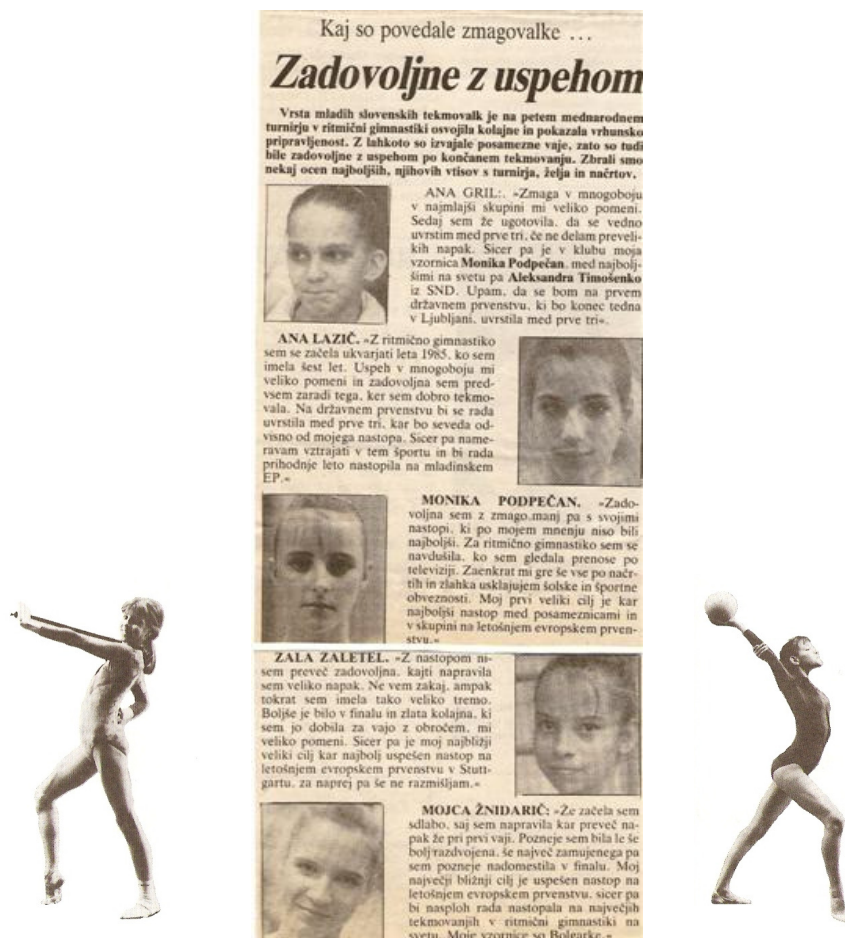 Kaj so povedale zmagovalke ...
Zadovoljne z uspehom
Vrsta mladih slovenskih tekmovalk je na petem mednarodnem
turnirju v ritmični gimnastiki osvojila kolajne in pokazala vrhunsko
pripravljenost. Z lahkoto so izvajale posamezne vaje, zato so tudi
bile zadovoljne z uspehom po končanem tekmovanju. Zbrali smo
nekaj ocen najboljših, njihovih vtisov s turnirja, želja in načrtov.
ANA GRIL:. »Zmaga v mnogoboju
v najmlajši skupini mi veliko pomeni.
Sedaj sem že ugotovila, da se vedno
uvrstim med prve tri, če ne delam preveli-
kih napak. Sicer pa je v klubu moja
vzornica Monika Podpečan, med najbolj-
šimi na svetu pa Aleksandra Timošenko
iz SND. Upam, da se bom na prvem
državnem prvenstvu, ki bo konec tedna
v Ljubljani, uvrstila med prve tri«.
ANA LAZIČ. »Z ritmično gimnastiko
sem se začela ukvarjati leta 1985, ko sem
imela šest let. Uspeh v mnogoboju mi
veliko pomeni in zadovoljna sem pred-
vsem zaradi tega, ker sem dobro tekmo-
vala. Na državnem prvenstvu bi se rada
uvrstila med prve tri, kar bo seveda od-
visno od mojega nastopa. Sicer pa name-
ravam vztrajati v tem športu in bi rada
prihodnje leto nastopila na mladinskem
EP.«
MONIKA PODPEČAN. »Zado-
voljna sem z zmago,manj pa s svojimi
nastopi, ki po mojem mnenju niso bili
najboljši. Za ritmično gimnastiko sem se
navdušila, ko sem gledala prenose po
televiziji. Zaenkrat mi gre še vse po načr-
tih in zlahka usklajujem šolske in športne
obveznosti. Moj prvi veliki cilj je kar
najboljši nastop med posameznicami in
v skupini na letošnjem evropskem prven-
stvu.«
ZALA ZALETEL. »Z nastopom ni-
sem preveč zadovoljna, kajti napravila
sem veliko napak. Ne vem zakaj, ampak
tokrat sem imela tako veliko tremo.
Boljše je bilo v finalu in zlata kolajna, ki
sem jo dobila za vajo z obročem, mi
veliko pomeni. Sicer pa je moj najbližji
veliki cilj kar najbolj uspešen nastop na
letošnjem evropskem prvenstvu v Stutt-
gartu, za naprej pa še ne razmišljam.«
MOJCA ŽNIDARIČ: »Že začela sem
sdlabo, saj sem napravila kar preveč na-
pak že pri prvi vaji. Pozneje sem bila le še
bolj razdvojena, še največ zamujenega pa
sem pozneje nadomestila v finalu. Moj
največji bližnji cilj je uspešen nastop na
letošnjem evropskem prvenstvu, sicer pa
bi nasploh rada nastopala na največjih
tekmovanjih v ritmični gimnastiki na
svetu. Moje vzornice so Bolgarke.«